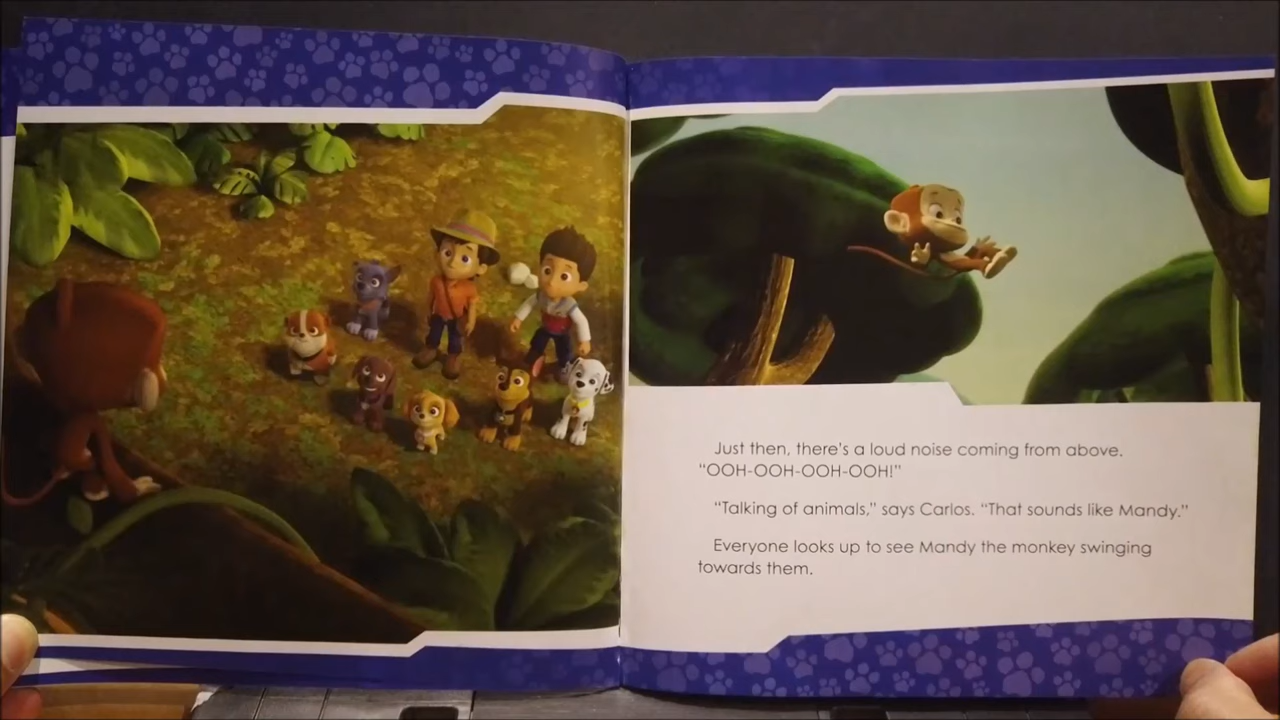 Just then, there's a loud noise coming from above.
"OOH-OOH-OOH-OOH!"
"Talking of animals," says Carlos. "That sounds like Mandy."
Everyone looks up to see Mandy the monkey swinging
towards them.